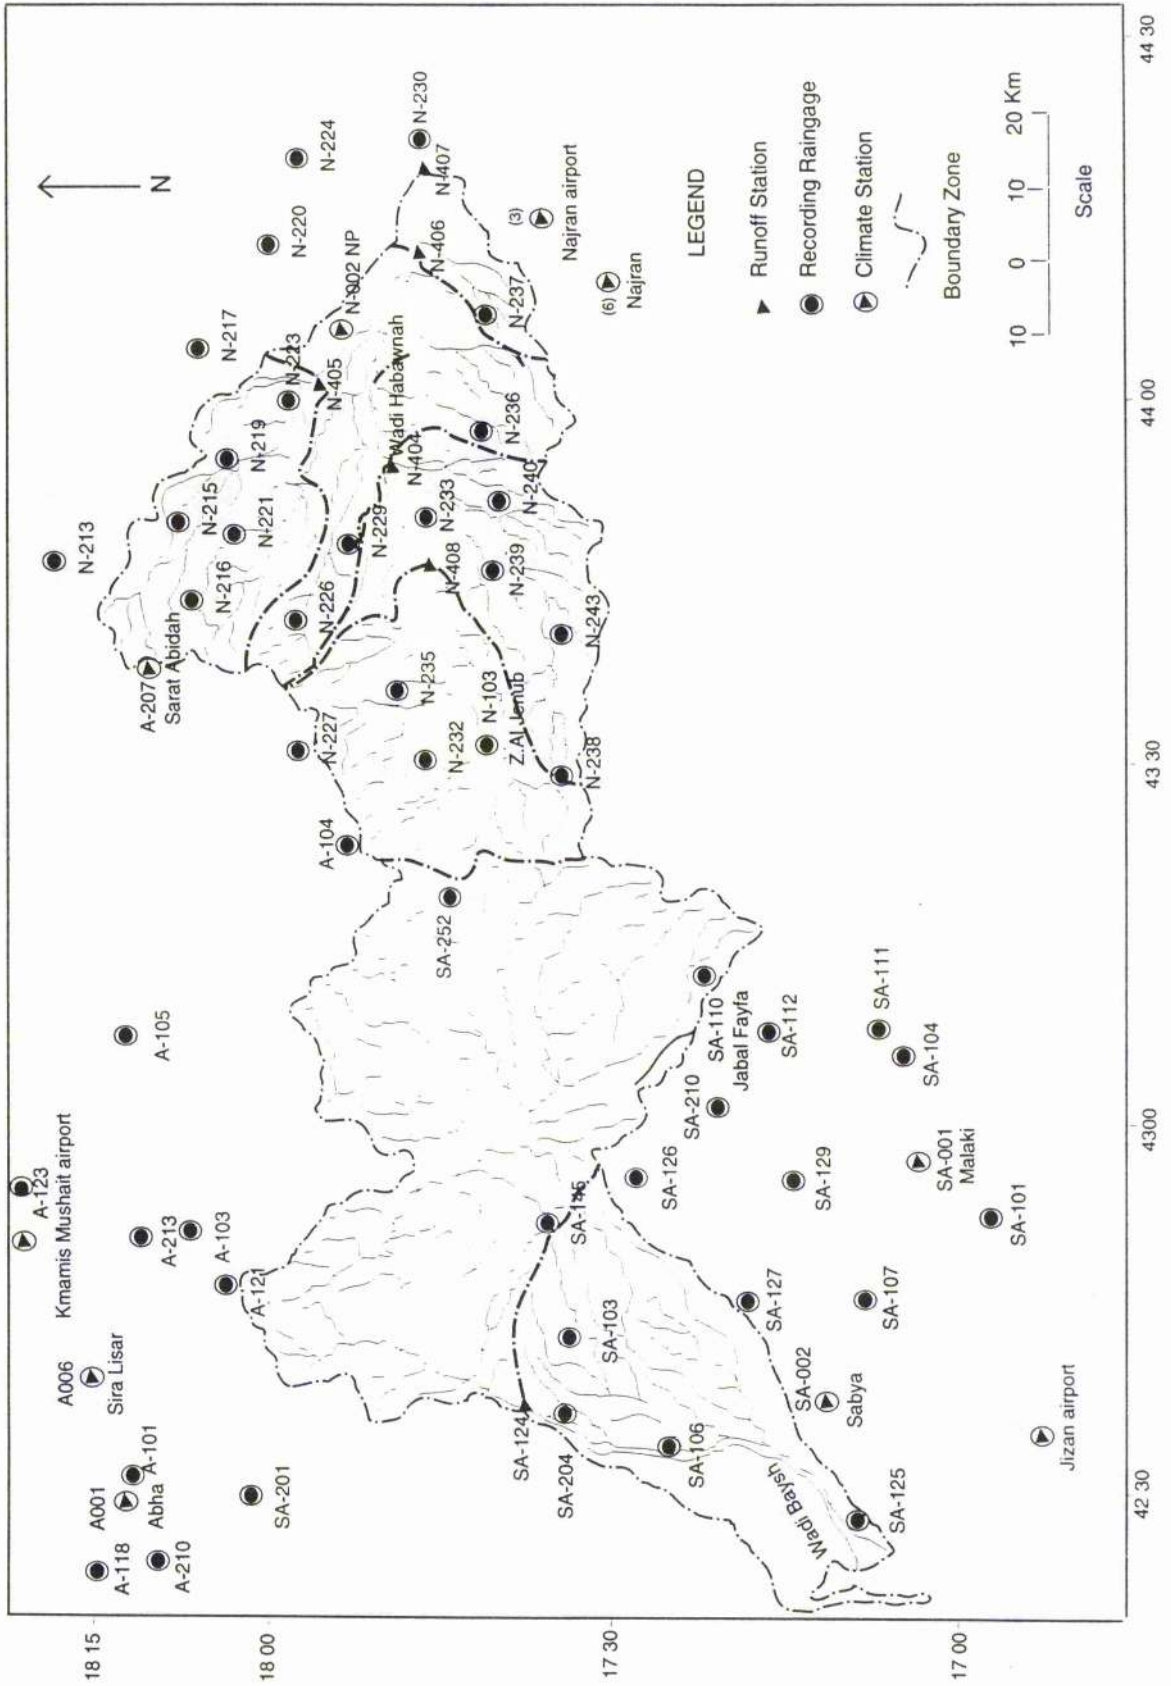 A-123
Kmamis Mushait airport
A006
Sira Lisar
A001
Abha
A-101
A-118
A-210
A-105
A-213
A-103
A-121
SA-201
N-213
A-207
Sarat Abidah
N-216
N-215
N-221
N-219
N-217
N-223
N-220
N-224
N
N-227
N-226
N-405
N-002 NP
A-104
N-229
Wadi Habawnah
N-404
N-235
N-408
N-233
N-406
N-407
N-230
SA-252
N-232
N-103
Z.Al Jenub
N-239
N-240
N-236
N-237
(3)
Najran airport
N-238
N-243
(6)
Najran
SA-124
SA-204
SA-103
SA-145
SA-126
SA-106
SA-210
SA-110
Jabal Fayfa
SA-127
SA-112
SA-129
SA-002
Sabya
Wadi Baysh
SA-125
SA-107
SA-111
SA-104
SA-001
Malaki
SA-101
Jizan airport
LEGEND
Runoff Station
Recording Raingage
Climate Station
Boundary Zone
10 0 10 20 Km
Scale
18 15
18 00
17 30
17 00
42 30
43 00
43 30
44 00
44 30